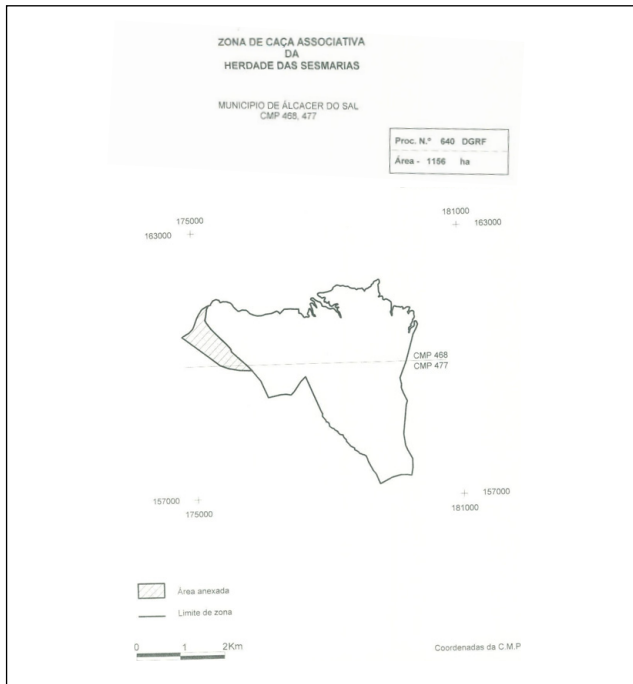 ZONA DE CAÇA ASSOCIATIVA
DA
HERDADE DAS SESMARIAS
MUNICIPIO DE ÁLCACER DO SAL
CMP 468, 477
Proc. N.º 640 DGRF
Área - 1156 ha
175000
163000
181000
163000
CMP 468
CMP 477
157000
175000
157000
181000
Área anexada
Limite de zona
0 1 2Km
Coordenadas da C.M.P